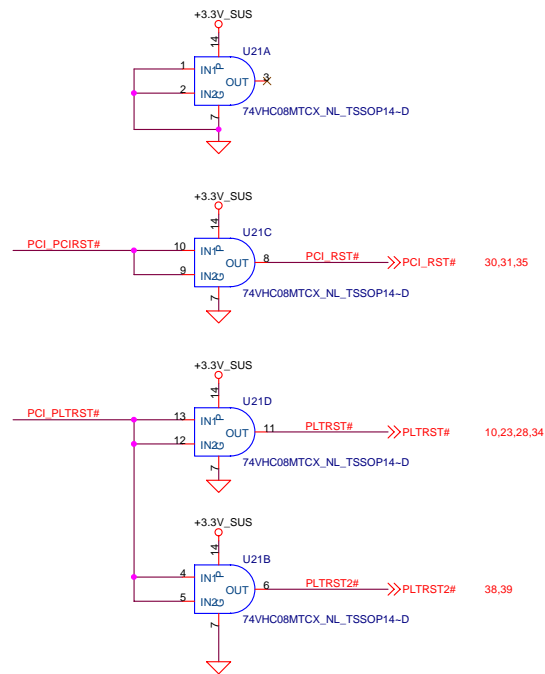 +3.3V_SUS
14
U21A
1
IN1
P
OUT
3
2
IN2
G
7
74VHC08MTCX_NL_TSSOP14~D
+3.3V_SUS
14
U21C
PCI_PCIRST#
10
IN1
P
OUT
8
PCI_RST#
PCI_RST#
30,31,35
9
IN2
G
7
74VHC08MTCX_NL_TSSOP14~D
+3.3V_SUS
14
U21D
PCI_PLTRST#
13
IN1
P
OUT
11
PLTRST#
PLTRST#
10,23,28,34
12
IN2
G
7
74VHC08MTCX_NL_TSSOP14~D
+3.3V_SUS
14
U21B
4
IN1
P
OUT
6
PLTRST2#
PLTRST2#
38,39
5
IN2
G
7
74VHC08MTCX_NL_TSSOP14~D